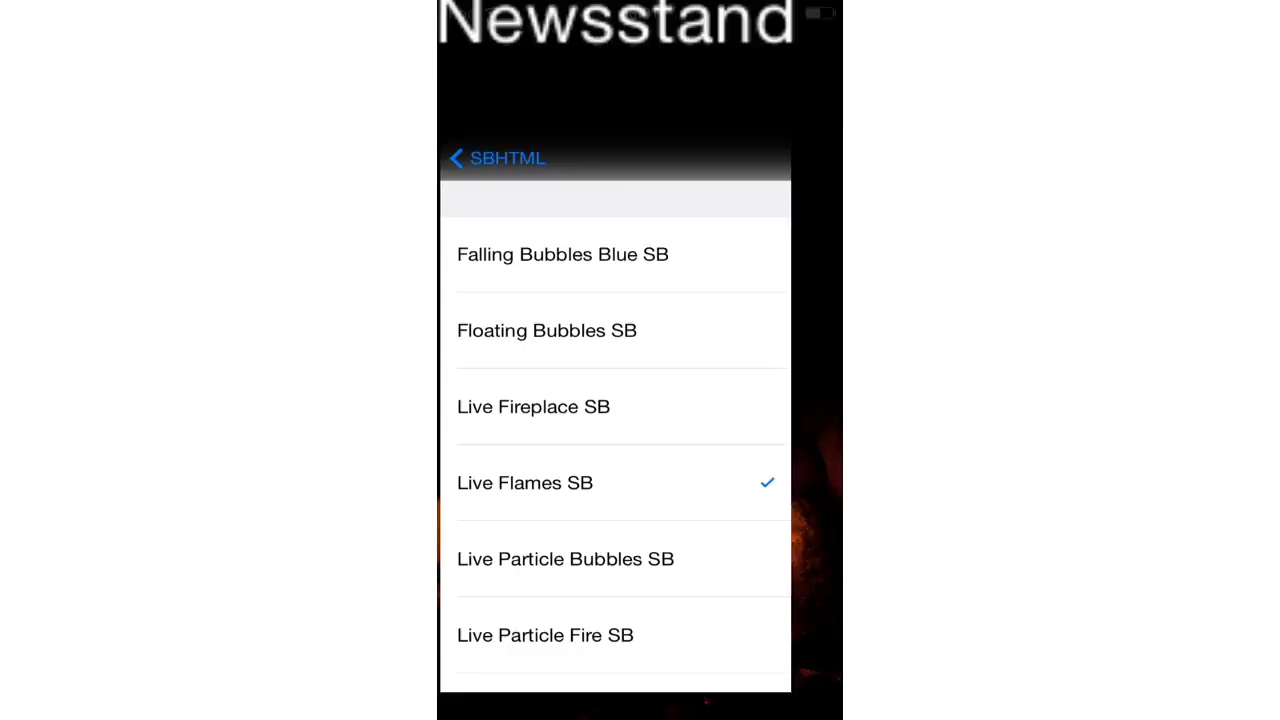 Newsstand
SBHTML
Falling Bubbles Blue SB
Floating Bubbles SB
Live Fireplace SB
Live Flames SB
Live Particle Bubbles SB
Live Particle Fire SB